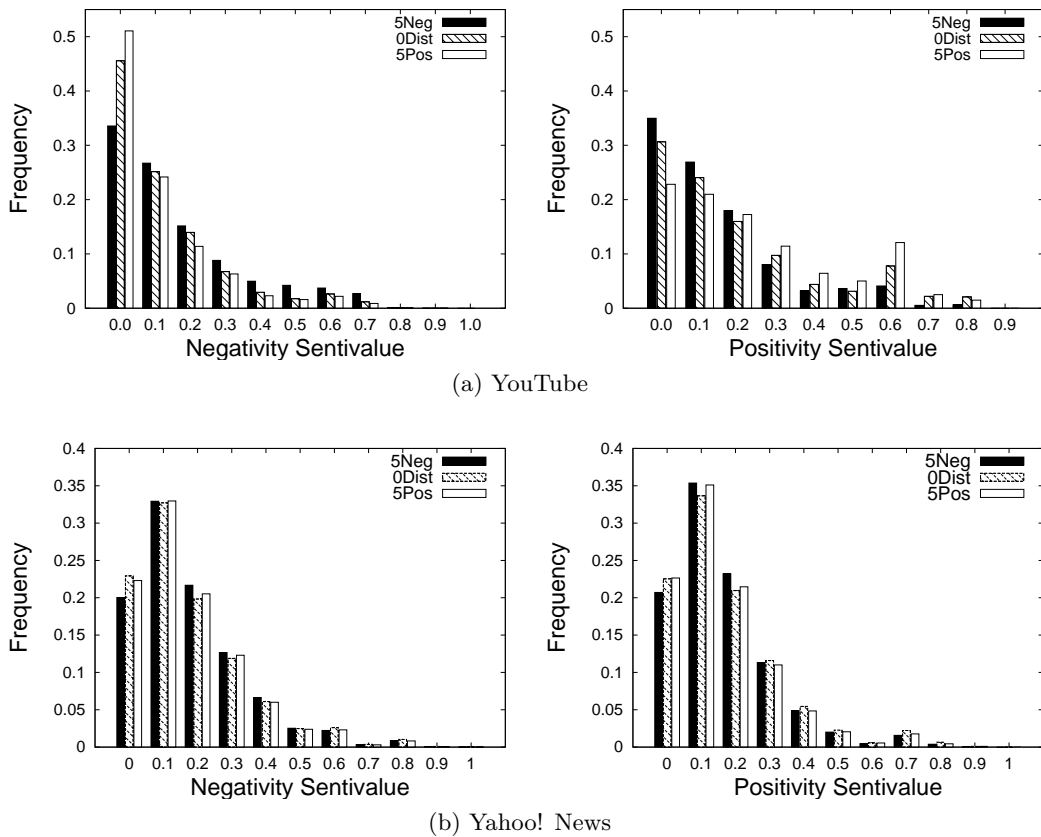 0.5
0.4
0.3
0.2
0.1
0
Frequency
5Neg
0Dist
5Pos
0.0 0.1 0.2 0.3 0.4 0.5 0.6 0.7 0.8 0.9 1.0
Negativity Sentivalue
0.5
0.4
0.3
0.2
0.1
0
Frequency
5Neg
0Dist
5Pos
0.0 0.1 0.2 0.3 0.4 0.5 0.6 0.7 0.8 0.9
Positivity Sentivalue
(a) YouTube
0.4
0.35
0.3
0.25
0.2
0.15
0.1
0.05
0
Frequency
5Neg
0Dist
5Pos
0 0.1 0.2 0.3 0.4 0.5 0.6 0.7 0.8 0.9 1
Negativity Sentivalue
0.4
0.35
0.3
0.25
0.2
0.15
0.1
0.05
0
Frequency
5Neg
0Dist
5Pos
0 0.1 0.2 0.3 0.4 0.5 0.6 0.7 0.8 0.9 1
Positivity Sentivalue
(b) Yahoo! News